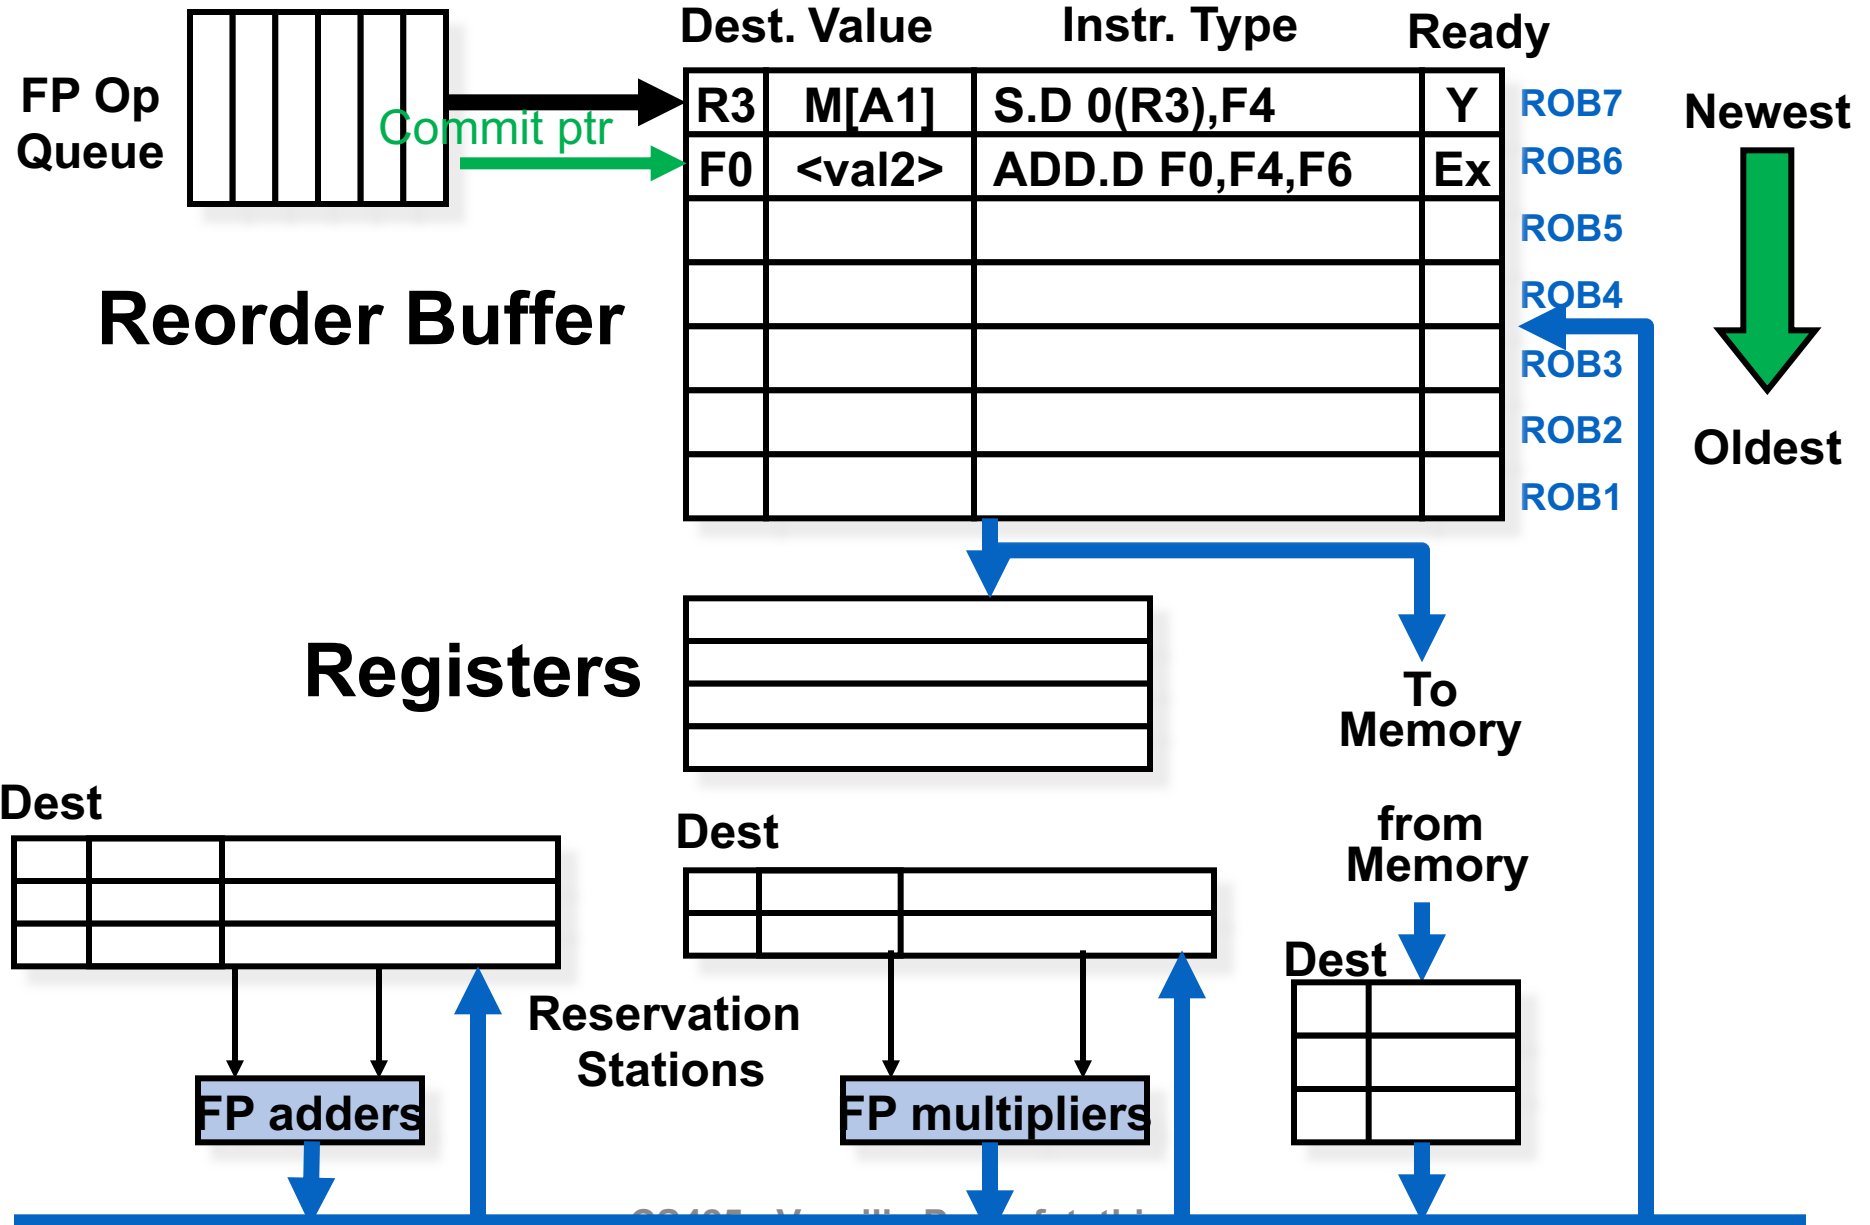 Dest. Value Instr. Type Ready
FP Op
Queue
Commit ptr
R3 M[A1] S.D 0(R3),F4 Y ROB7
F0 <val2> ADD.D F0,F4,F6 Ex ROB6
ROB5
ROB4
ROB3
ROB2
ROB1
Newest
Oldest
Reorder Buffer
Registers
To
Memory
from
Memory
Dest
Dest
Dest
Reservation
Stations
FP adders
FP multipliers